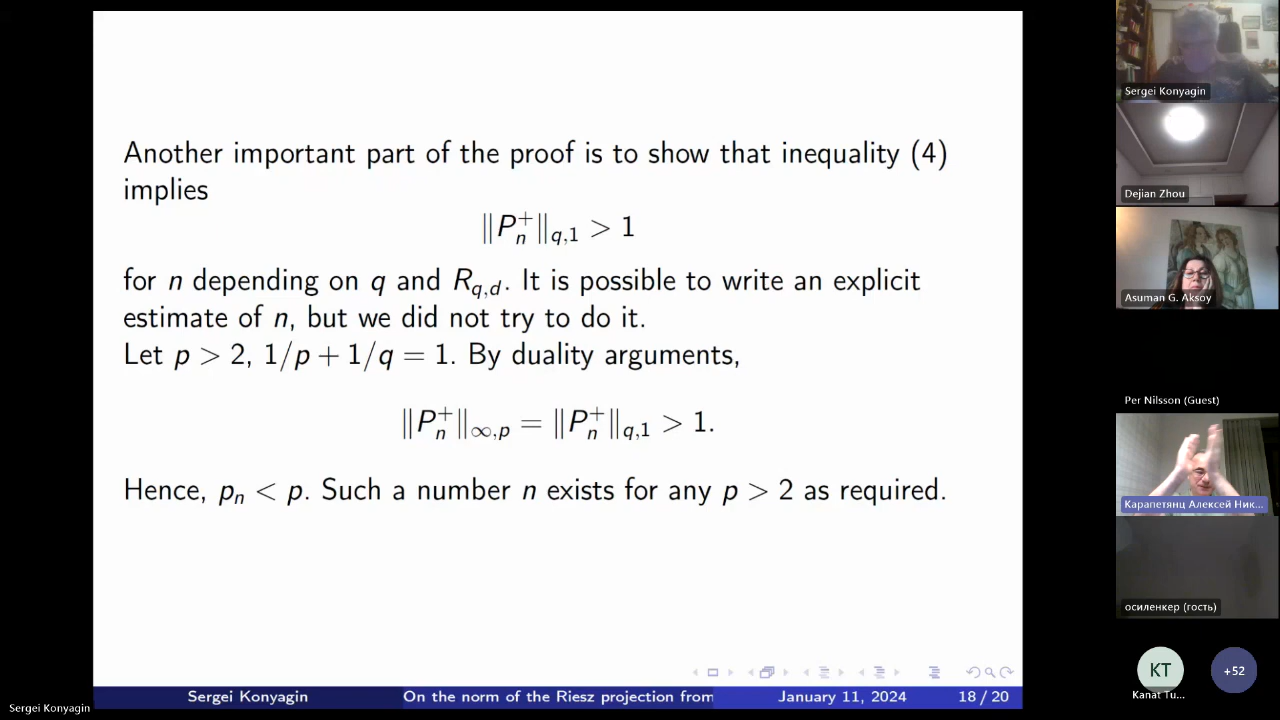 Another important part of the proof is to show that inequality (4)
implies
‖P_n^+‖_{q,1} > 1
for n depending on q and R_{q,d}. It is possible to write an explicit
estimate of n, but we did not try to do it.
Let p > 2, 1/p + 1/q = 1. By duality arguments,
‖P_n^+‖_{∞,p} = ‖P_n^+‖_{q,1} > 1.
Hence, p_n < p. Such a number n exists for any p > 2 as required.
Sergei Konyagin
On the norm of the Riesz projection from
January 11, 2024
18 / 20
Sergei Konyagin
Sergei Konyagin
Dejian Zhou
Asuman G. Aksoy
Per Nilsson (Guest)
Карапетянц Алексей Ник...
осиленкер (гость)
KT
Kanat Tu...
+52